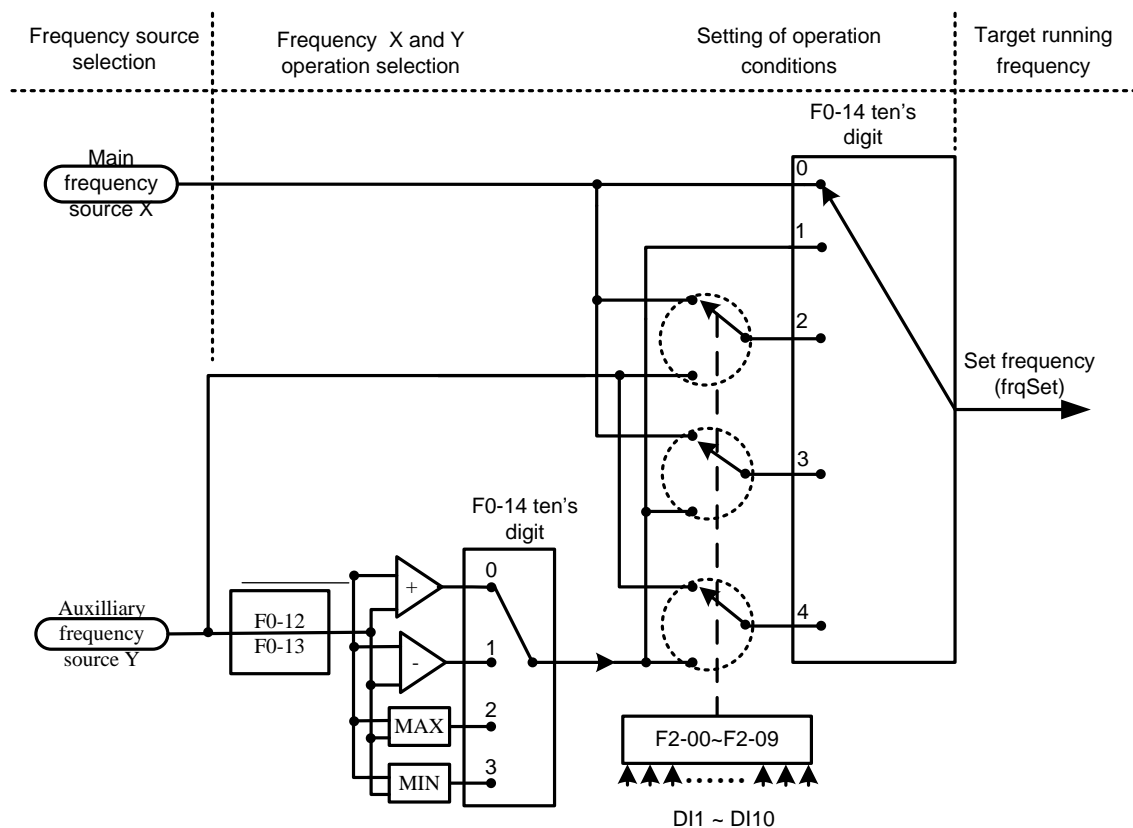 Frequency source
selection
Frequency X and Y
operation selection
Setting of operation
conditions
Target running
frequency
F0-14 ten's
digit
Main
frequency
source X
0
1
2
3
4
Set frequency
(frqSet)
F0-14 ten's
digit
Auxilliary
frequency
source Y
F0-12
F0-13
+
-
MAX
MIN
0
1
2
3
F2-00~F2-09
DI1 ~ DI10